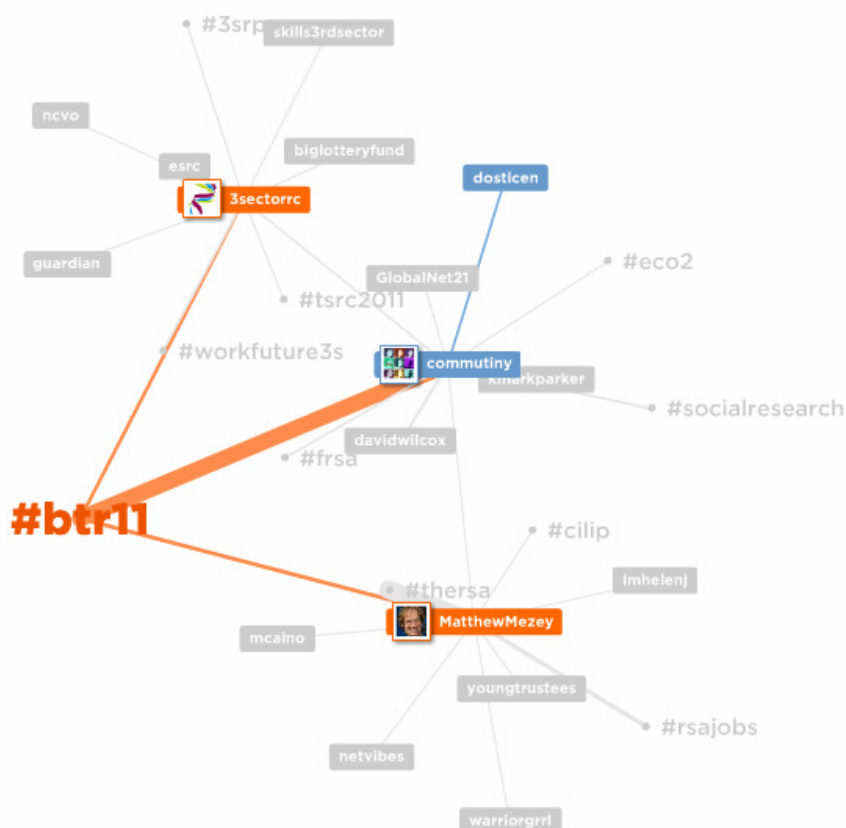 #3srp
skills3rdsector
ncvo
biglotteryfund
esrc
dosticen
3sectorrc
guardian
#eco2
GlobalNet21
#tsrc2011
#workfuture3s
commutiny
kmarkparker
#socialresearch
davidwilcox
#frsa
#btr11
#cilip
imhelenj
#thersa
MatthewMezey
mcaino
youngtrustees
#rsajobs
netvibes
warriorgrrl